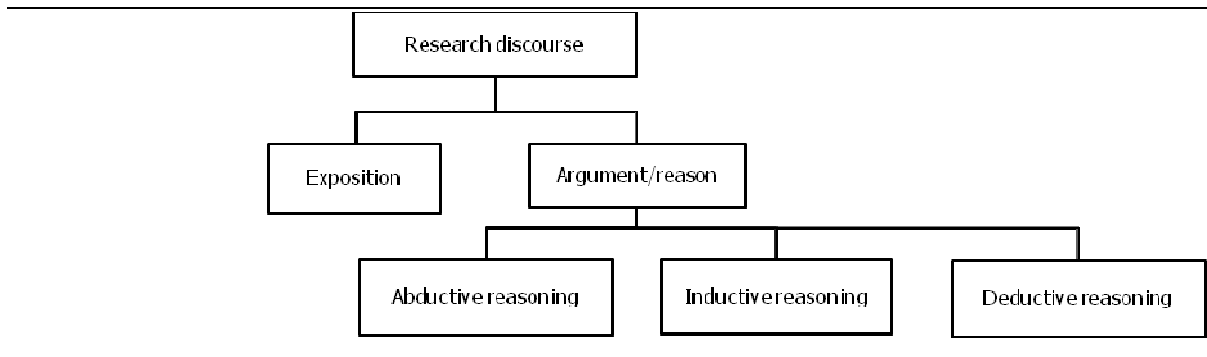 Research discourse
Exposition
Argument/reason
Abductive reasoning
Inductive reasoning
Deductive reasoning